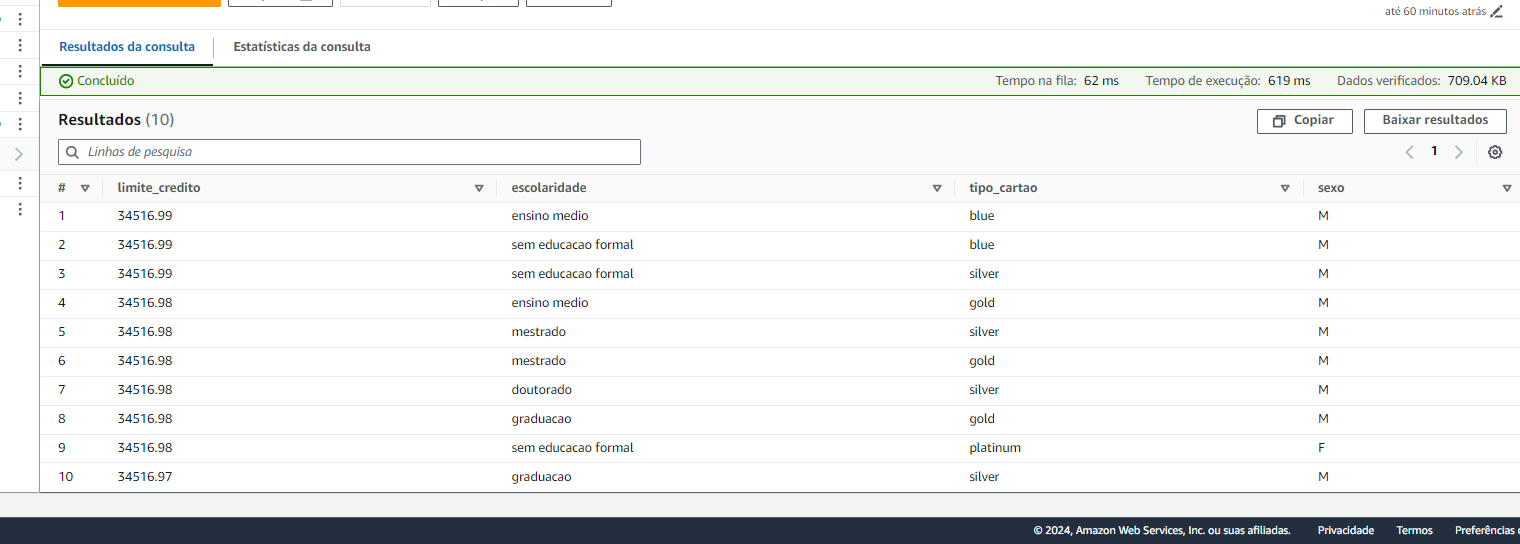 até 60 minutos atrás
Resultados da consulta Estatísticas da consulta
Concluído Tempo na fila: 62 ms Tempo de execução: 619 ms Dados verificados: 709.04 KB
Resultados (10) Copiar Baixar resultados
Linhas de pesquisa 1
# limite_credito escolaridade tipo_cartao sexo
1 34516.99 ensino medio blue M
2 34516.99 sem educacao formal blue M
3 34516.99 sem educacao formal silver M
4 34516.98 ensino medio gold M
5 34516.98 mestrado silver M
6 34516.98 mestrado gold M
7 34516.98 doutorado silver M
8 34516.98 graduacao gold M
9 34516.98 sem educacao formal platinum F
10 34516.97 graduacao silver M
© 2024, Amazon Web Services, Inc. ou suas afiliadas. Privacidade Termos Preferências